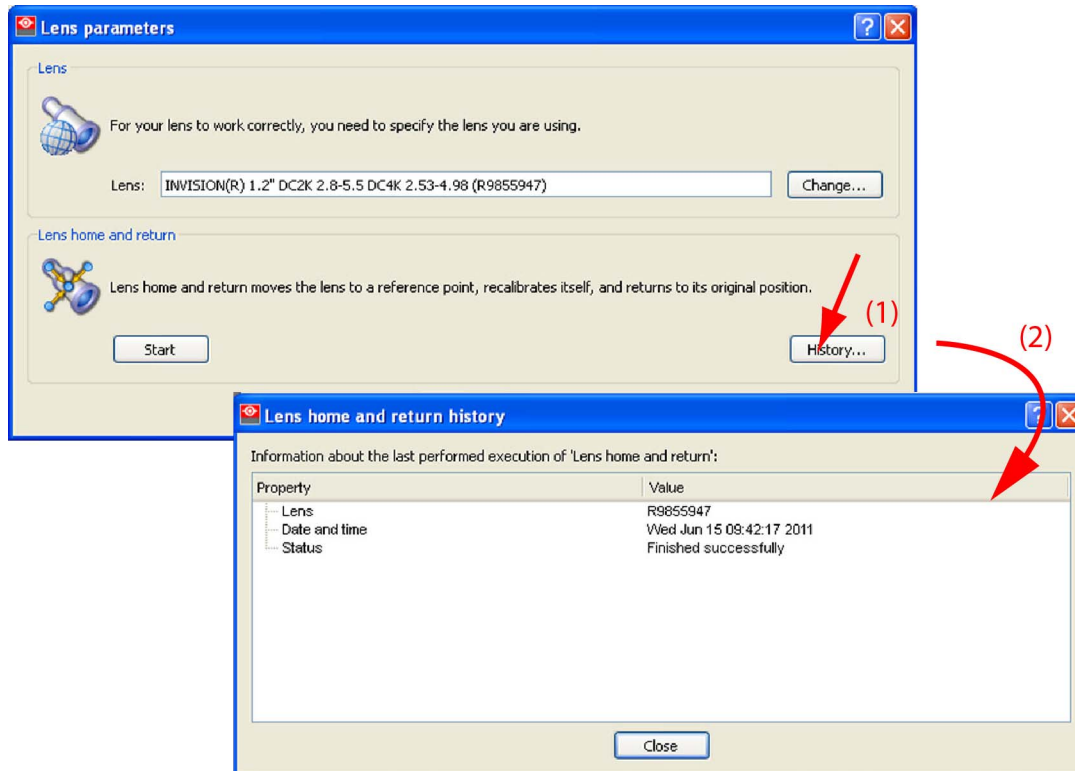 Lens parameters
Lens
For your lens to work correctly, you need to specify the lens you are using.
Lens: INVISION(R) 1.2" DC2K 2.8-5.5 DC4K 2.53-4.98 (R9855947) Change...
Lens home and return
Lens home and return moves the lens to a reference point, recalibrates itself, and returns to its original position.
(1)
Start History...
(2)
Lens home and return history
Information about the last performed execution of 'Lens home and return':
Property Value
Lens R9855947
Date and time Wed Jun 15 09:42:17 2011
Status Finished successfully
Close